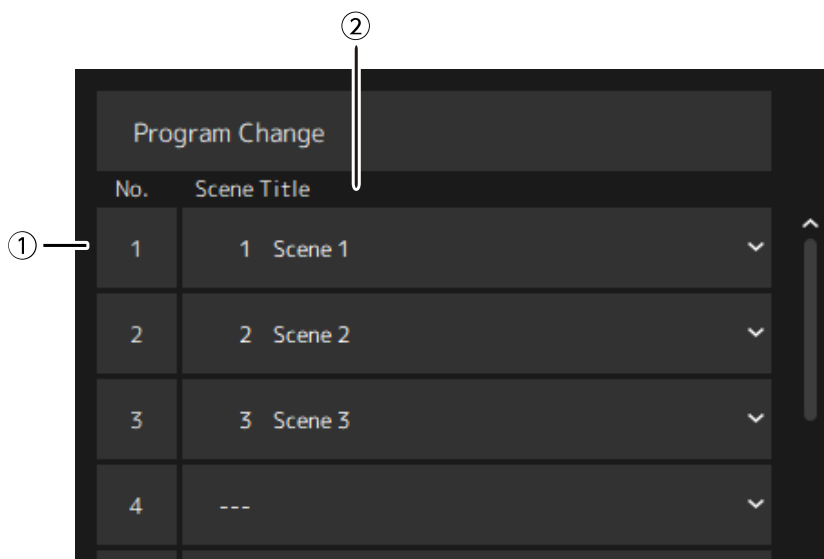 ②
Program Change
No. Scene Title
① 1 1 Scene 1
2 2 Scene 2
3 3 Scene 3
4 ---